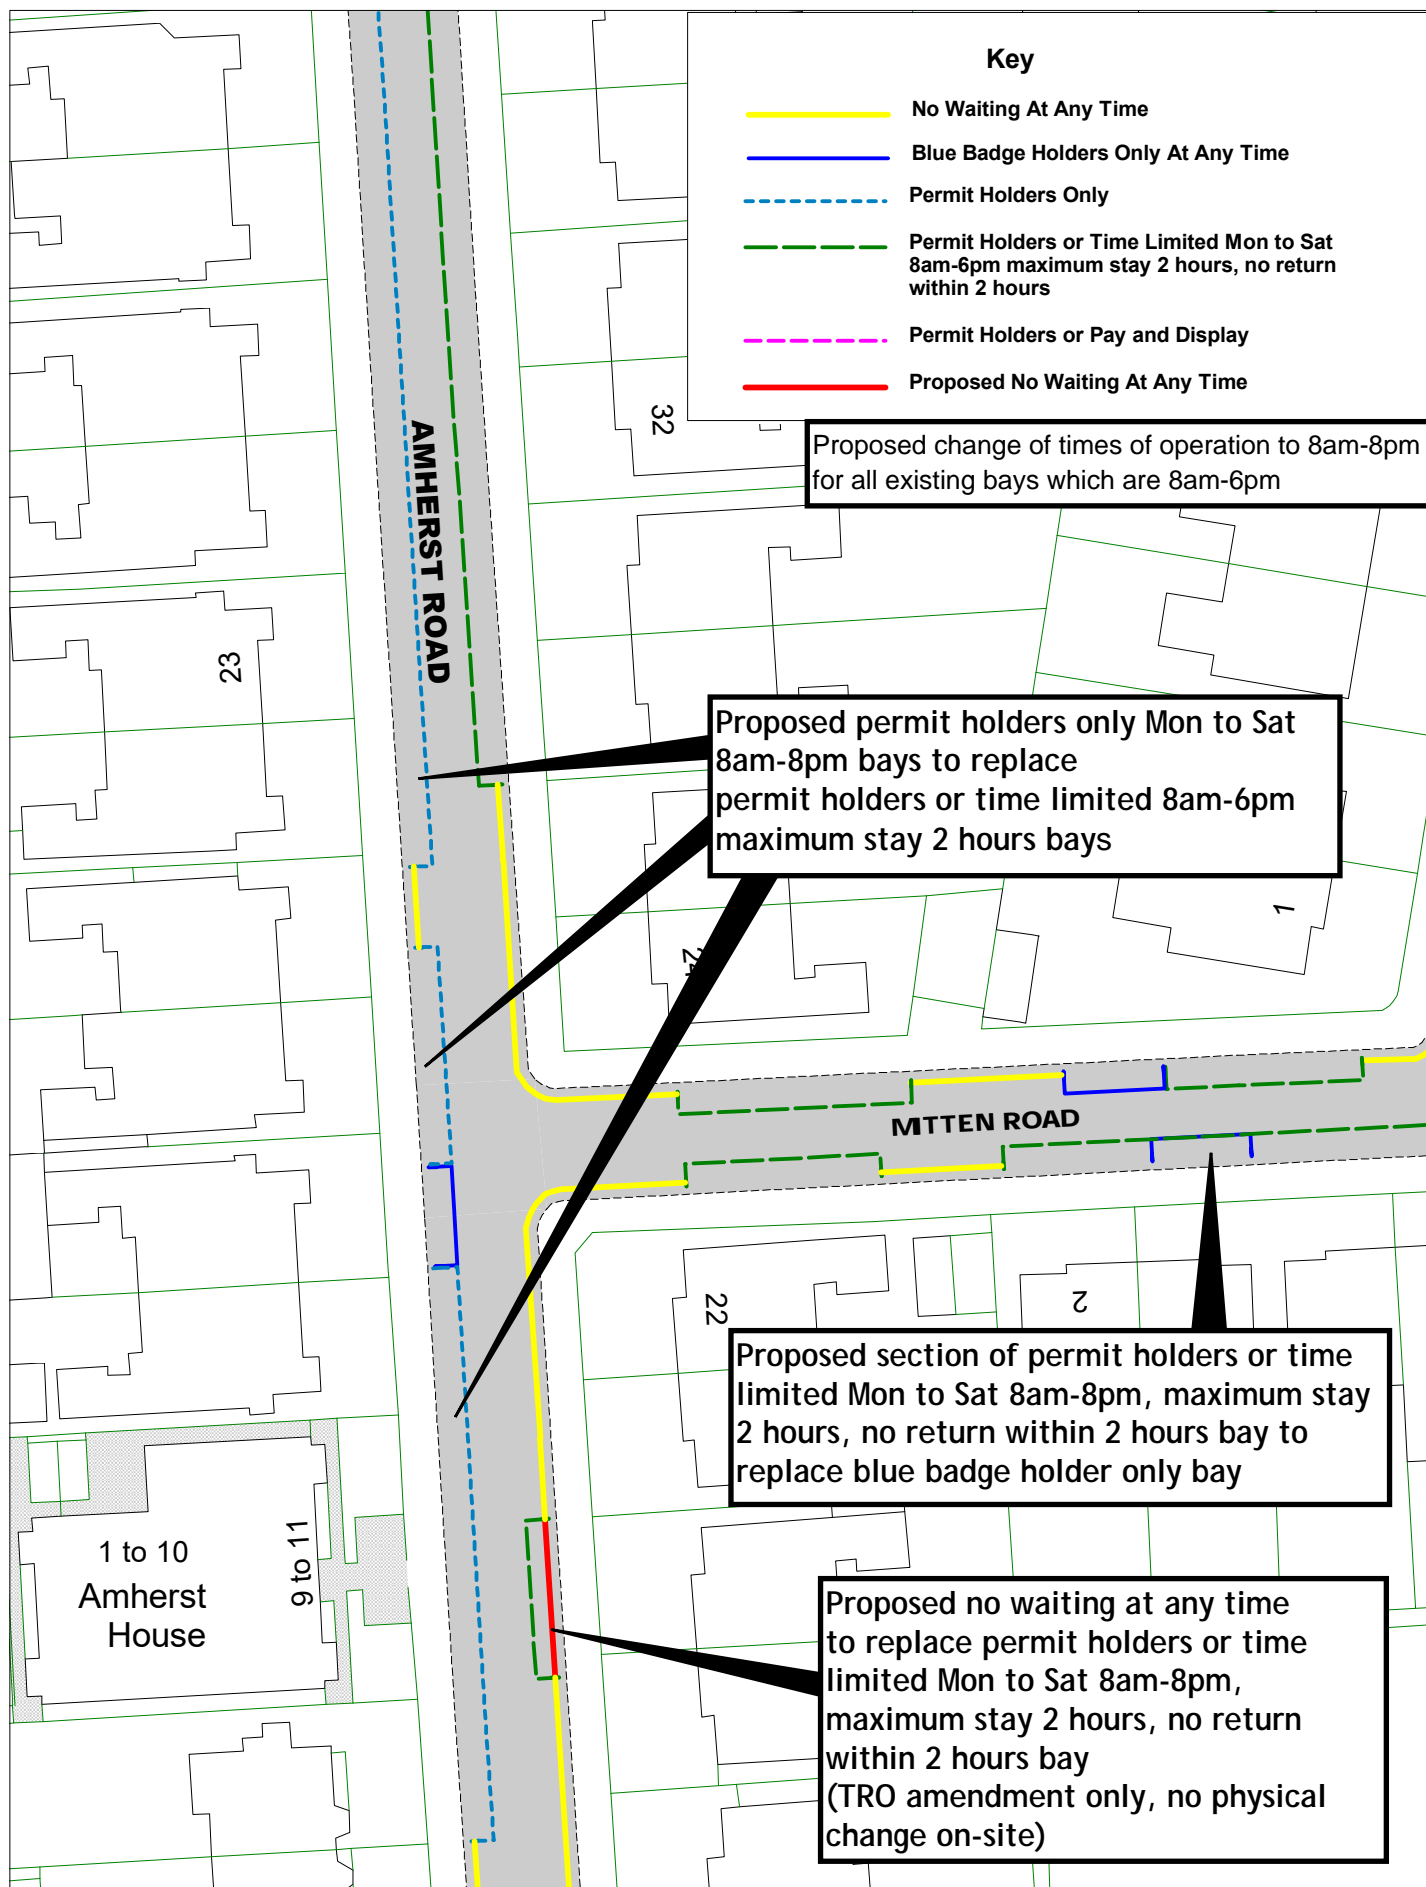 Key
No Waiting At Any Time
Blue Badge Holders Only At Any Time
Permit Holders Only
Permit Holders or Time Limited Mon to Sat
8am-6pm maximum stay 2 hours, no return
within 2 hours
Permit Holders or Pay and Display
Proposed No Waiting At Any Time
Proposed change of times of operation to 8am-8pm
for all existing bays which are 8am-6pm
32
AMHERST ROAD
23
Proposed permit holders only Mon to Sat
8am-8pm bays to replace
permit holders or time limited 8am-6pm
maximum stay 2 hours bays
1
24
MITTEN ROAD
22
2
Proposed section of permit holders or time
limited Mon to Sat 8am-8pm, maximum stay
2 hours, no return within 2 hours bay to
replace blue badge holder only bay
1 to 10
Amherst
House
9 to 11
Proposed no waiting at any time
to replace permit holders or time
limited Mon to Sat 8am-8pm,
maximum stay 2 hours, no return
within 2 hours bay
(TRO amendment only, no physical
change on-site)